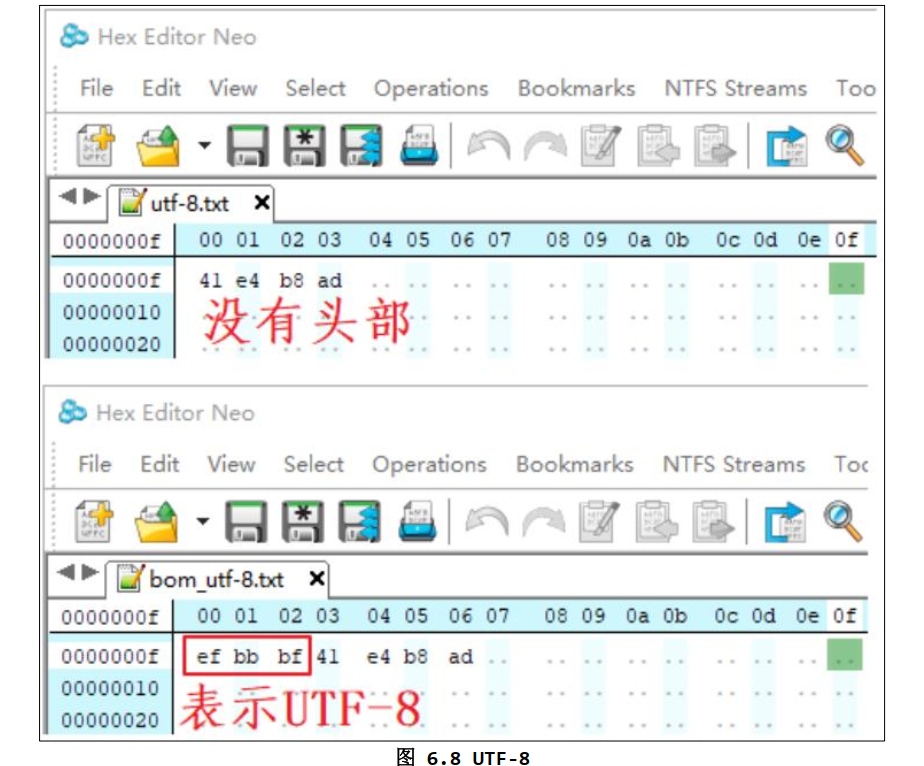 Hex Editor Neo
File Edit View Select Operations Bookmarks NTFS Streams Too
utf-8.txt
0000000f 00 01 02 03 04 05 06 07 08 09 0a 0b 0c 0d 0e 0f
0000000f 41 e4 b8 ad .. .. .. .. .. .. .. .. .. .. .. ..
00000010 .. .. .. .. .. .. .. .. .. .. .. .. .. .. .. ..
没有头部
00000020 .. .. .. .. .. .. .. .. .. .. .. .. .. .. .. ..
Hex Editor Neo
File Edit View Select Operations Bookmarks NTFS Streams Toc
bom_utf-8.txt
0000000f 00 01 02 03 04 05 06 07 08 09 0a 0b 0c 0d 0e 0f
0000000f ef bb bf 41 e4 b8 ad .. .. .. .. .. .. .. .. ..
00000010 .. .. .. .. .. .. .. .. .. .. .. .. .. .. .. ..
表示UTF-8
00000020 .. .. .. .. .. .. .. .. .. .. .. .. .. .. .. ..
图 6.8 UTF-8